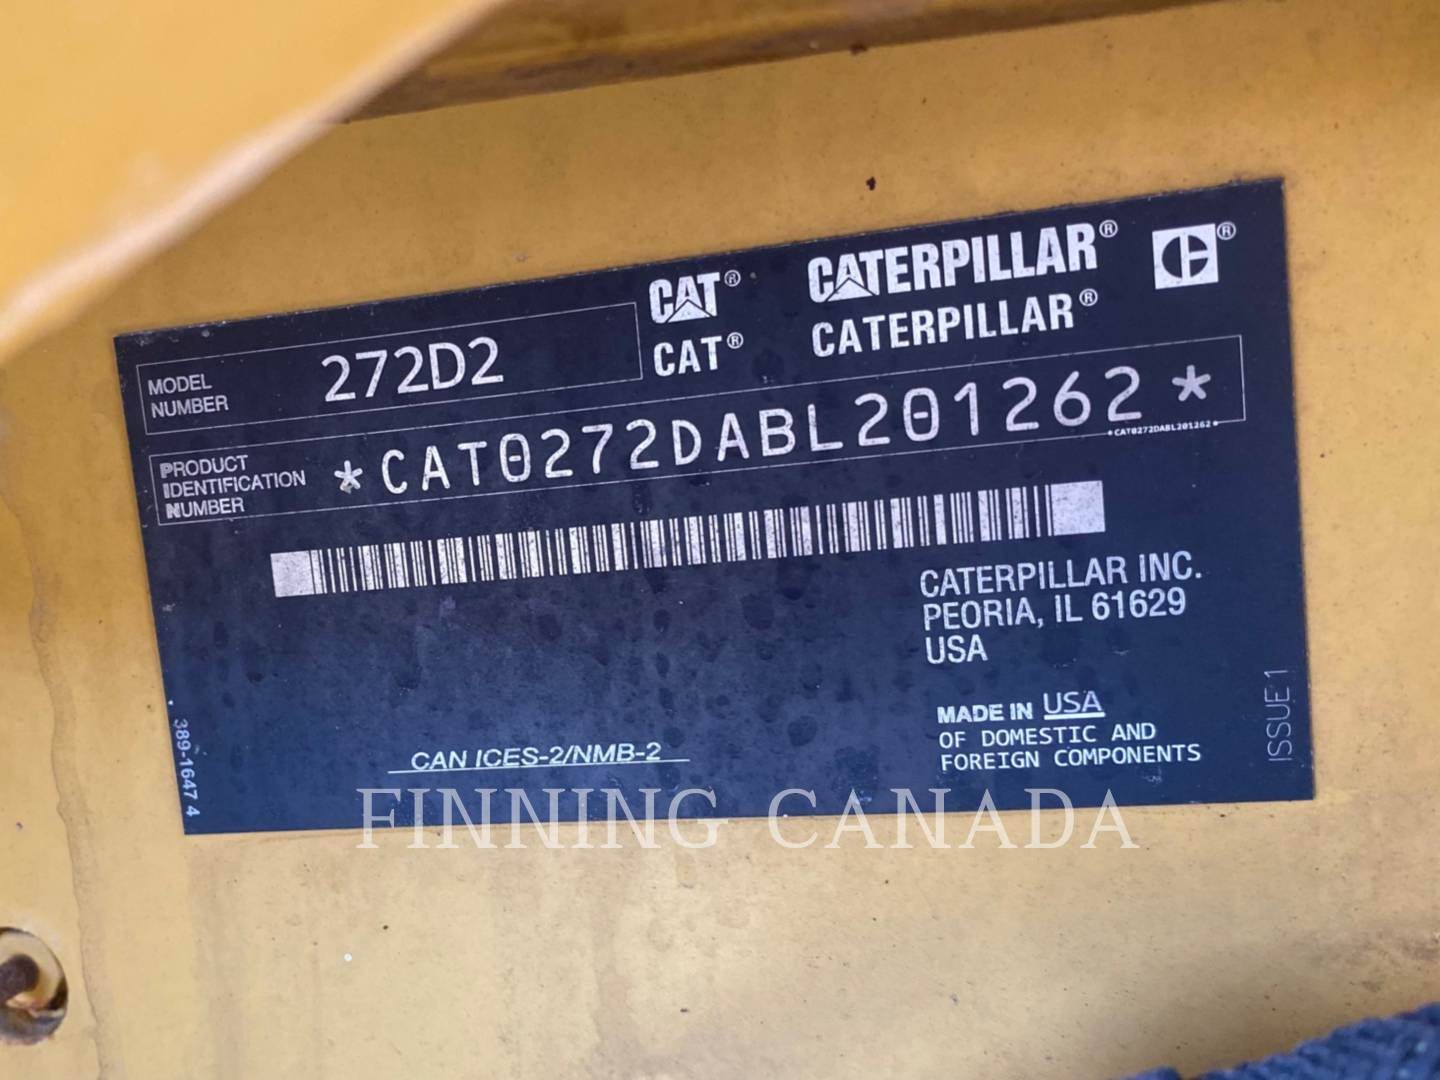 CAT® CATERPILLAR® ®
CAT® CATERPILLAR®
MODEL
NUMBER
272D2
PRODUCT
IDENTIFICATION
NUMBER
*CAT0272DABL201262*
*CAT0272DABL201262*
CATERPILLAR INC.
PEORIA, IL 61629
USA
MADE IN USA
OF DOMESTIC AND
FOREIGN COMPONENTS
CAN ICES-2/NMB-2
389-1647 4
ISSUE 1
FINNING CANADA